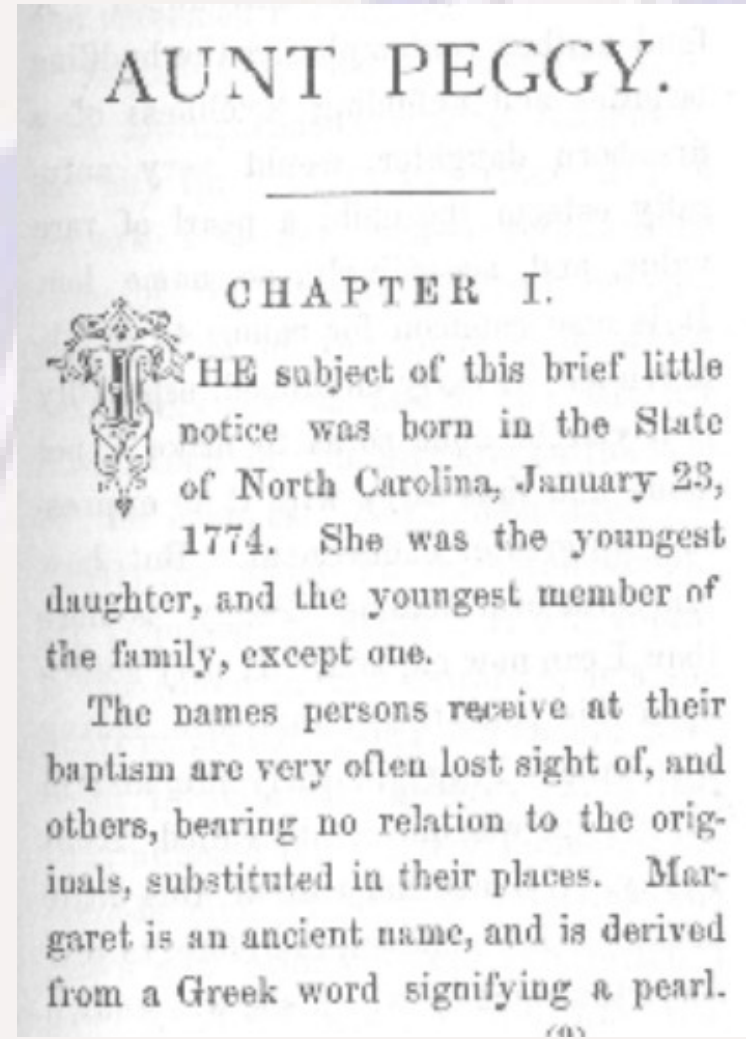 AUNT PEGGY.
CHAPTER I.
THE subject of this brief little
notice was born in the State
of North Carolina, January 23,
1774. She was the youngest
daughter, and the youngest member of
the family, except one.
The names persons receive at their
baptism are very often lost sight of, and
others, bearing no relation to the orig-
inals, substituted in their places. Mar-
garet is an ancient name, and is derived
from a Greek word signifying a pearl.